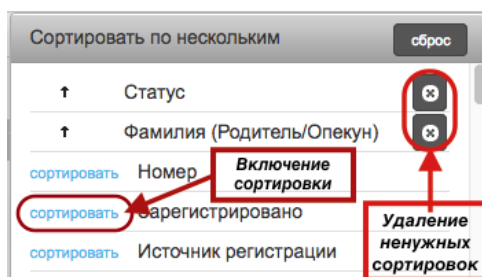 Сортировать по нескольким
сброс
Статус
Фамилия (Родитель/Опекун)
сортировать Номер
Включение
сортировки
сортировать Зарегистрировано
Удаление
ненужных
сортировок
сортировать Источник регистрации